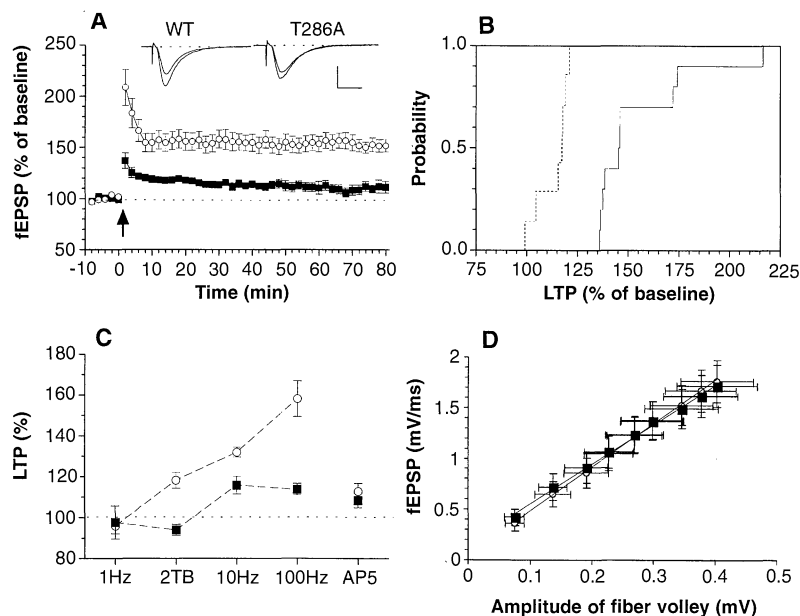 A
WT
T286A
250
200
150
100
50
fEPSP (% of baseline)
-10 0 10 20 30 40 50 60 70 80
Time (min)
B
1.0
0.5
0.0
Probability
75 100 125 150 175 200 225
LTP (% of baseline)
C
180
160
140
120
100
80
LTP (%)
1Hz 2TB 10Hz 100Hz AP5
D
2
1.5
1
0.5
0
fEPSP (mV/ms)
0 0.1 0.2 0.3 0.4 0.5
Amplitude of fiber volley (mV)